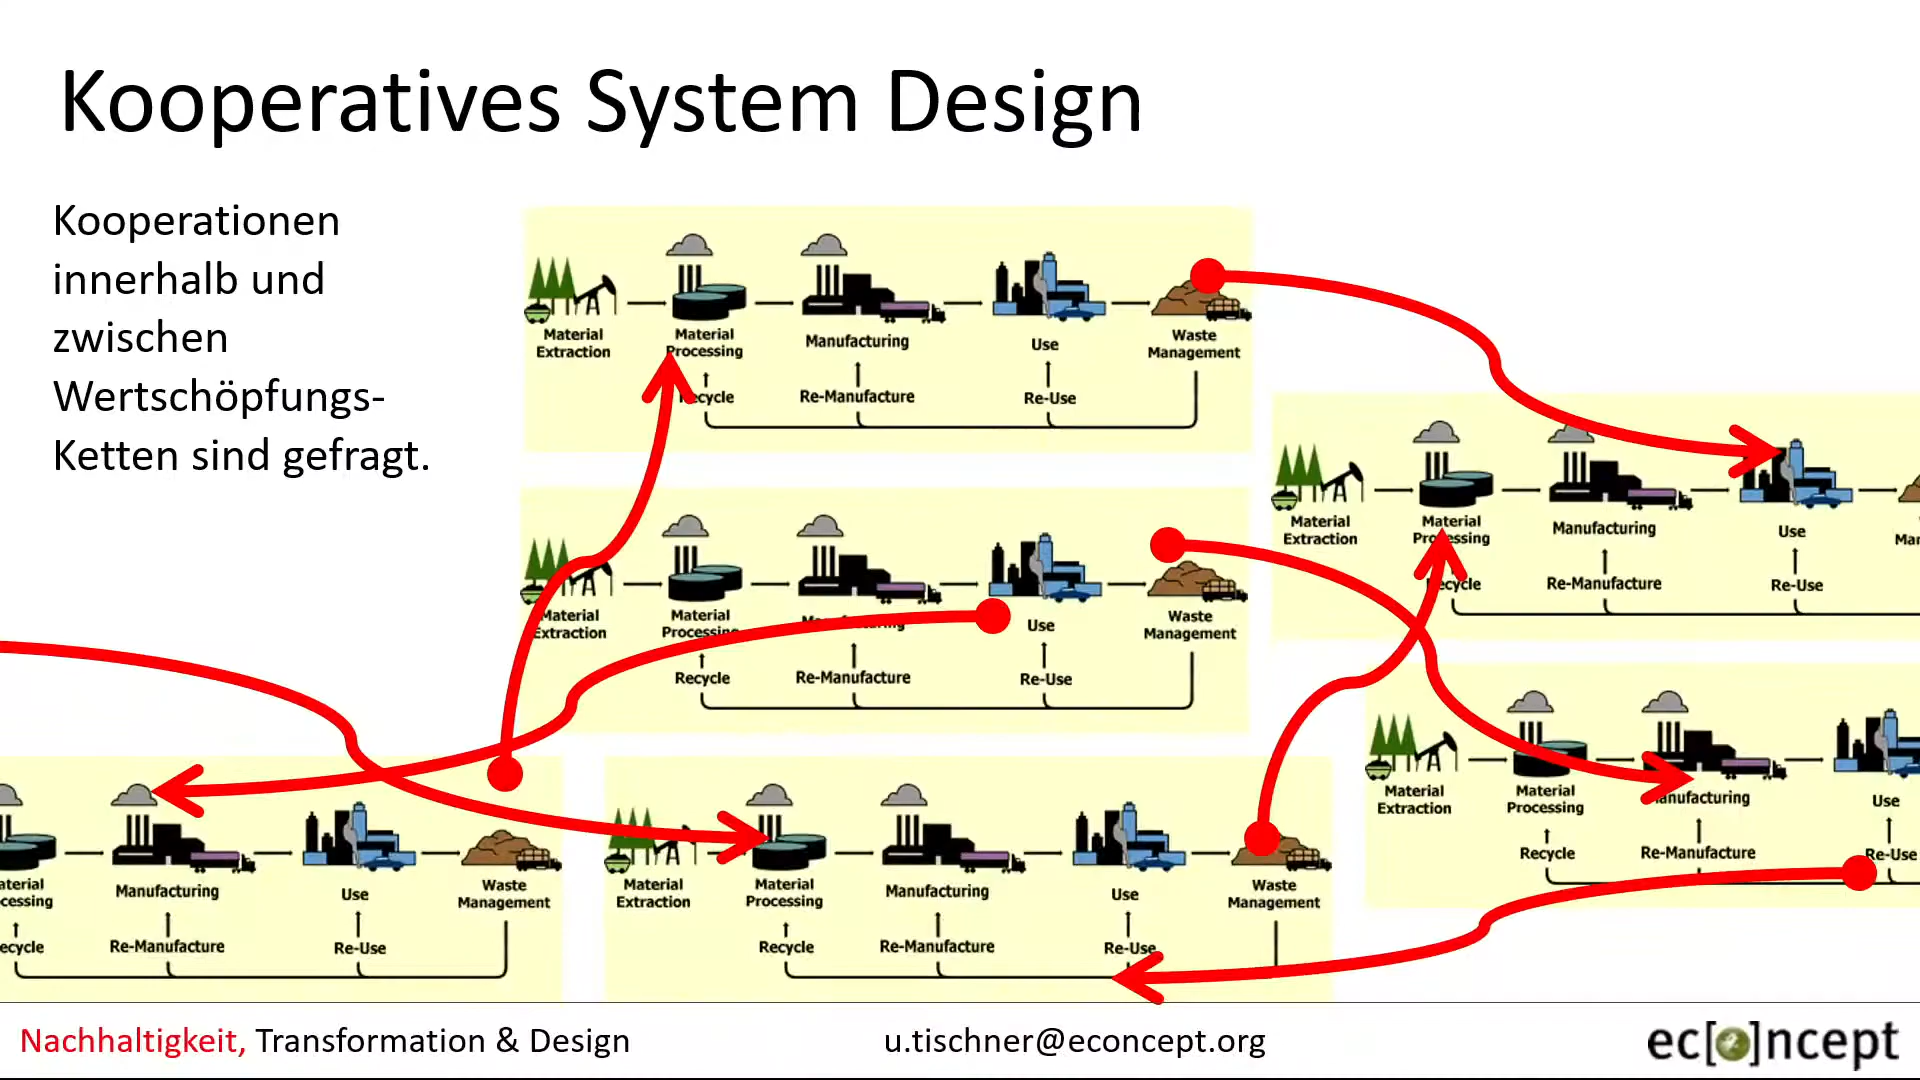 Kooperatives System Design
Kooperationen
innerhalb und
zwischen
Wertschöpfungs-
Ketten sind gefragt.
Material
Extraction
Material
Processing
Manufacturing
Use
Waste
Management
Re-Manufacture
Re-Use
Material
Extraction
Material
Processing
Manufacturing
Use
Re-Manufacture
Re-Use
Material
Extraction
Material
Use
Waste
Management
Recycle
Re-Manufacture
Re-Use
Material
Extraction
Material
Processing
Use
Recycle
Re-Manufacture
Re-Use
Manufacturing
Use
Waste
Management
Re-Manufacture
Re-Use
Material
Extraction
Material
Processing
Manufacturing
Use
Waste
Management
Recycle
Re-Manufacture
Re-Use
Nachhaltigkeit, Transformation & Design
u.tischner@econcept.org
ec[o]ncept